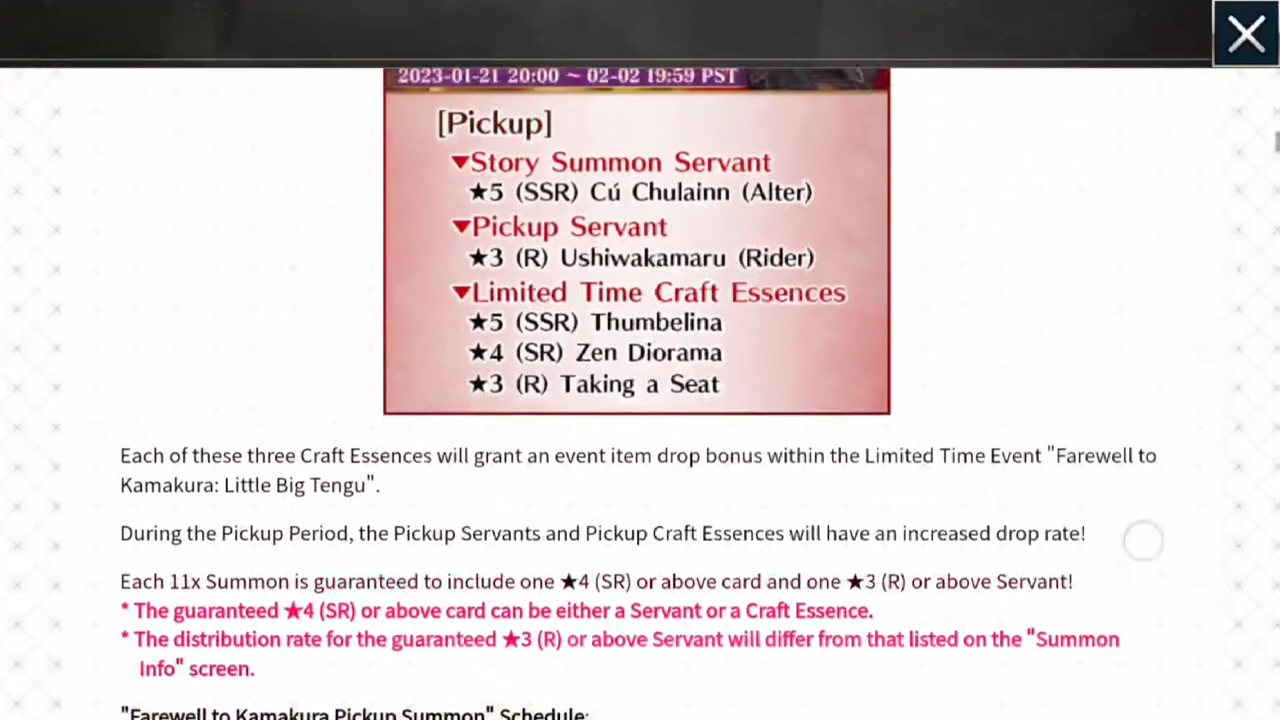 2023-01-21 20:00 ~ 02-02 19:59 PST
[Pickup]
▼Story Summon Servant
★5 (SSR) Cú Chulainn (Alter)
▼Pickup Servant
★3 (R) Ushiwakamaru (Rider)
▼Limited Time Craft Essences
★5 (SSR) Thumbelina
★4 (SR) Zen Diorama
★3 (R) Taking a Seat
Each of these three Craft Essences will grant an event item drop bonus within the Limited Time Event "Farewell to
Kamakura: Little Big Tengu".
During the Pickup Period, the Pickup Servants and Pickup Craft Essences will have an increased drop rate!
Each 11x Summon is guaranteed to include one ★4 (SR) or above card and one ★3 (R) or above Servant!
* The guaranteed ★4 (SR) or above card can be either a Servant or a Craft Essence.
* The distribution rate for the guaranteed ★3 (R) or above Servant will differ from that listed on the "Summon
Info" screen.
"Farewell to Kamakura Pickup Summon" Schedule: